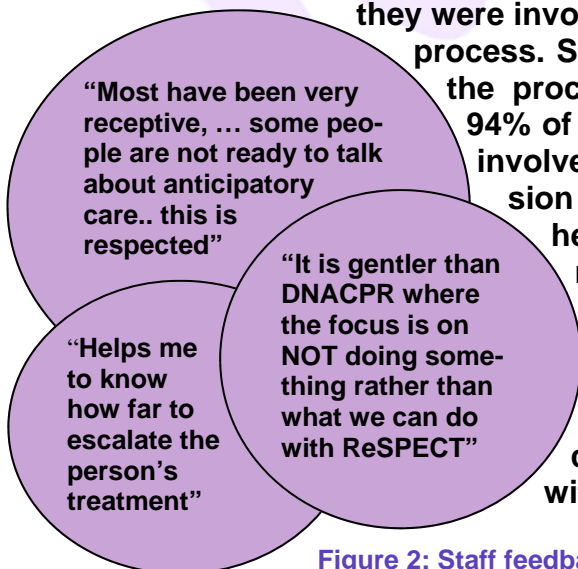 they were invo
process. S
the proc
94% of
involve
sion
he
“Most have been very
receptive, … some peo-
ple are not ready to talk
about anticipatory
care.. this is
respected”
“It is gentler than
DNACPR where
the focus is on
NOT doing some-
thing rather than
what we can do
with ReSPECT”
“Helps me
to know
how far to
escalate the
person’s
treatment”
wi
Figure 2: Staff feedba